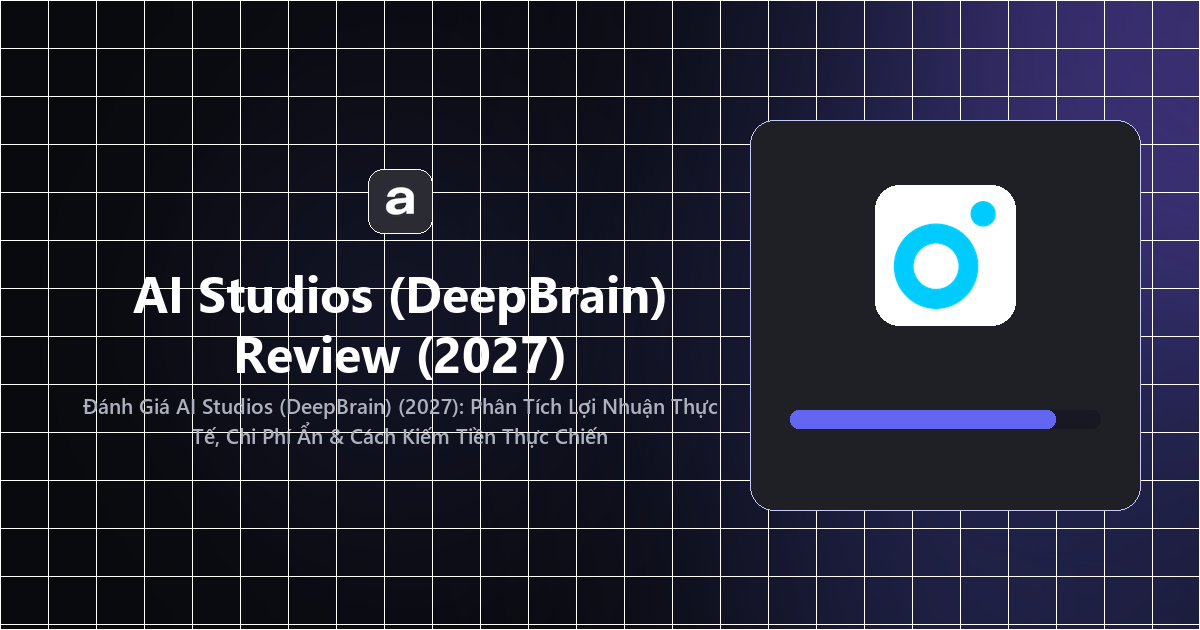 a
AI Studios (DeepBrain)
Review (2027)
Đánh Giá AI Studios (DeepBrain) (2027): Phân Tích Lợi Nhuận Thực
Tế, Chi Phí Ẩn & Cách Kiếm Tiền Thực Chiến